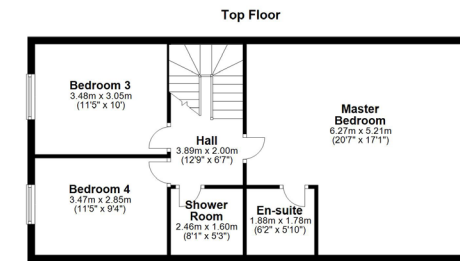 Top Floor
Bedroom 3
3.48m x 3.05m
(11'5" x 10')
Hall
3.89m x 2.00m
(12'9" x 6'7")
Master
Bedroom
6.27m x 5.21m
(20'7" x 17'1")
Bedroom 4
3.47m x 2.85m
(11'5" x 9'4")
Shower
Room
2.46m x 1.60m
(8'1" x 5'3")
En-suite
1.88m x 1.78m
(6'2" x 5'10")